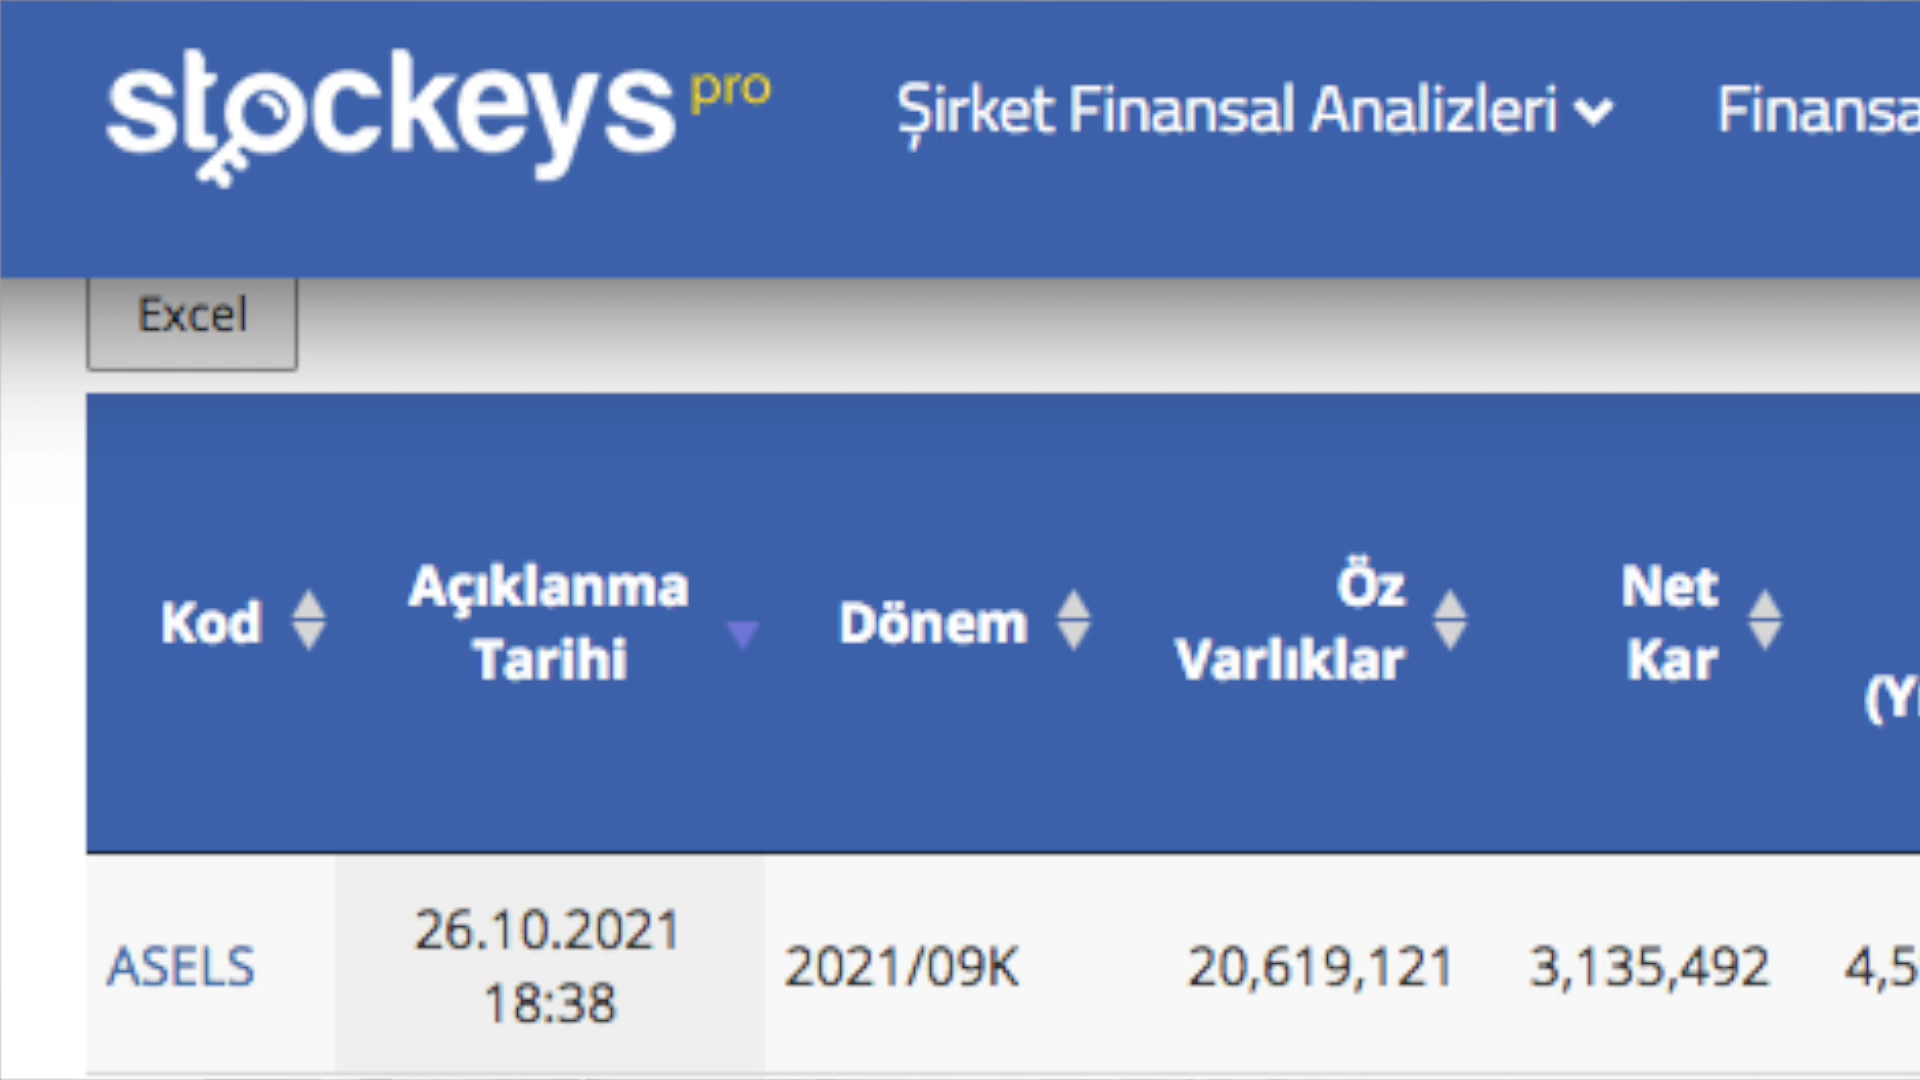 stockeys pro
Şirket Finansal Analizleri
Excel
Kod
Açıklanma
Tarihi
Dönem
Öz
Varlıklar
Net
Kar
ASELS
26.10.2021
18:38
2021/09K
20,619,121
3,135,492